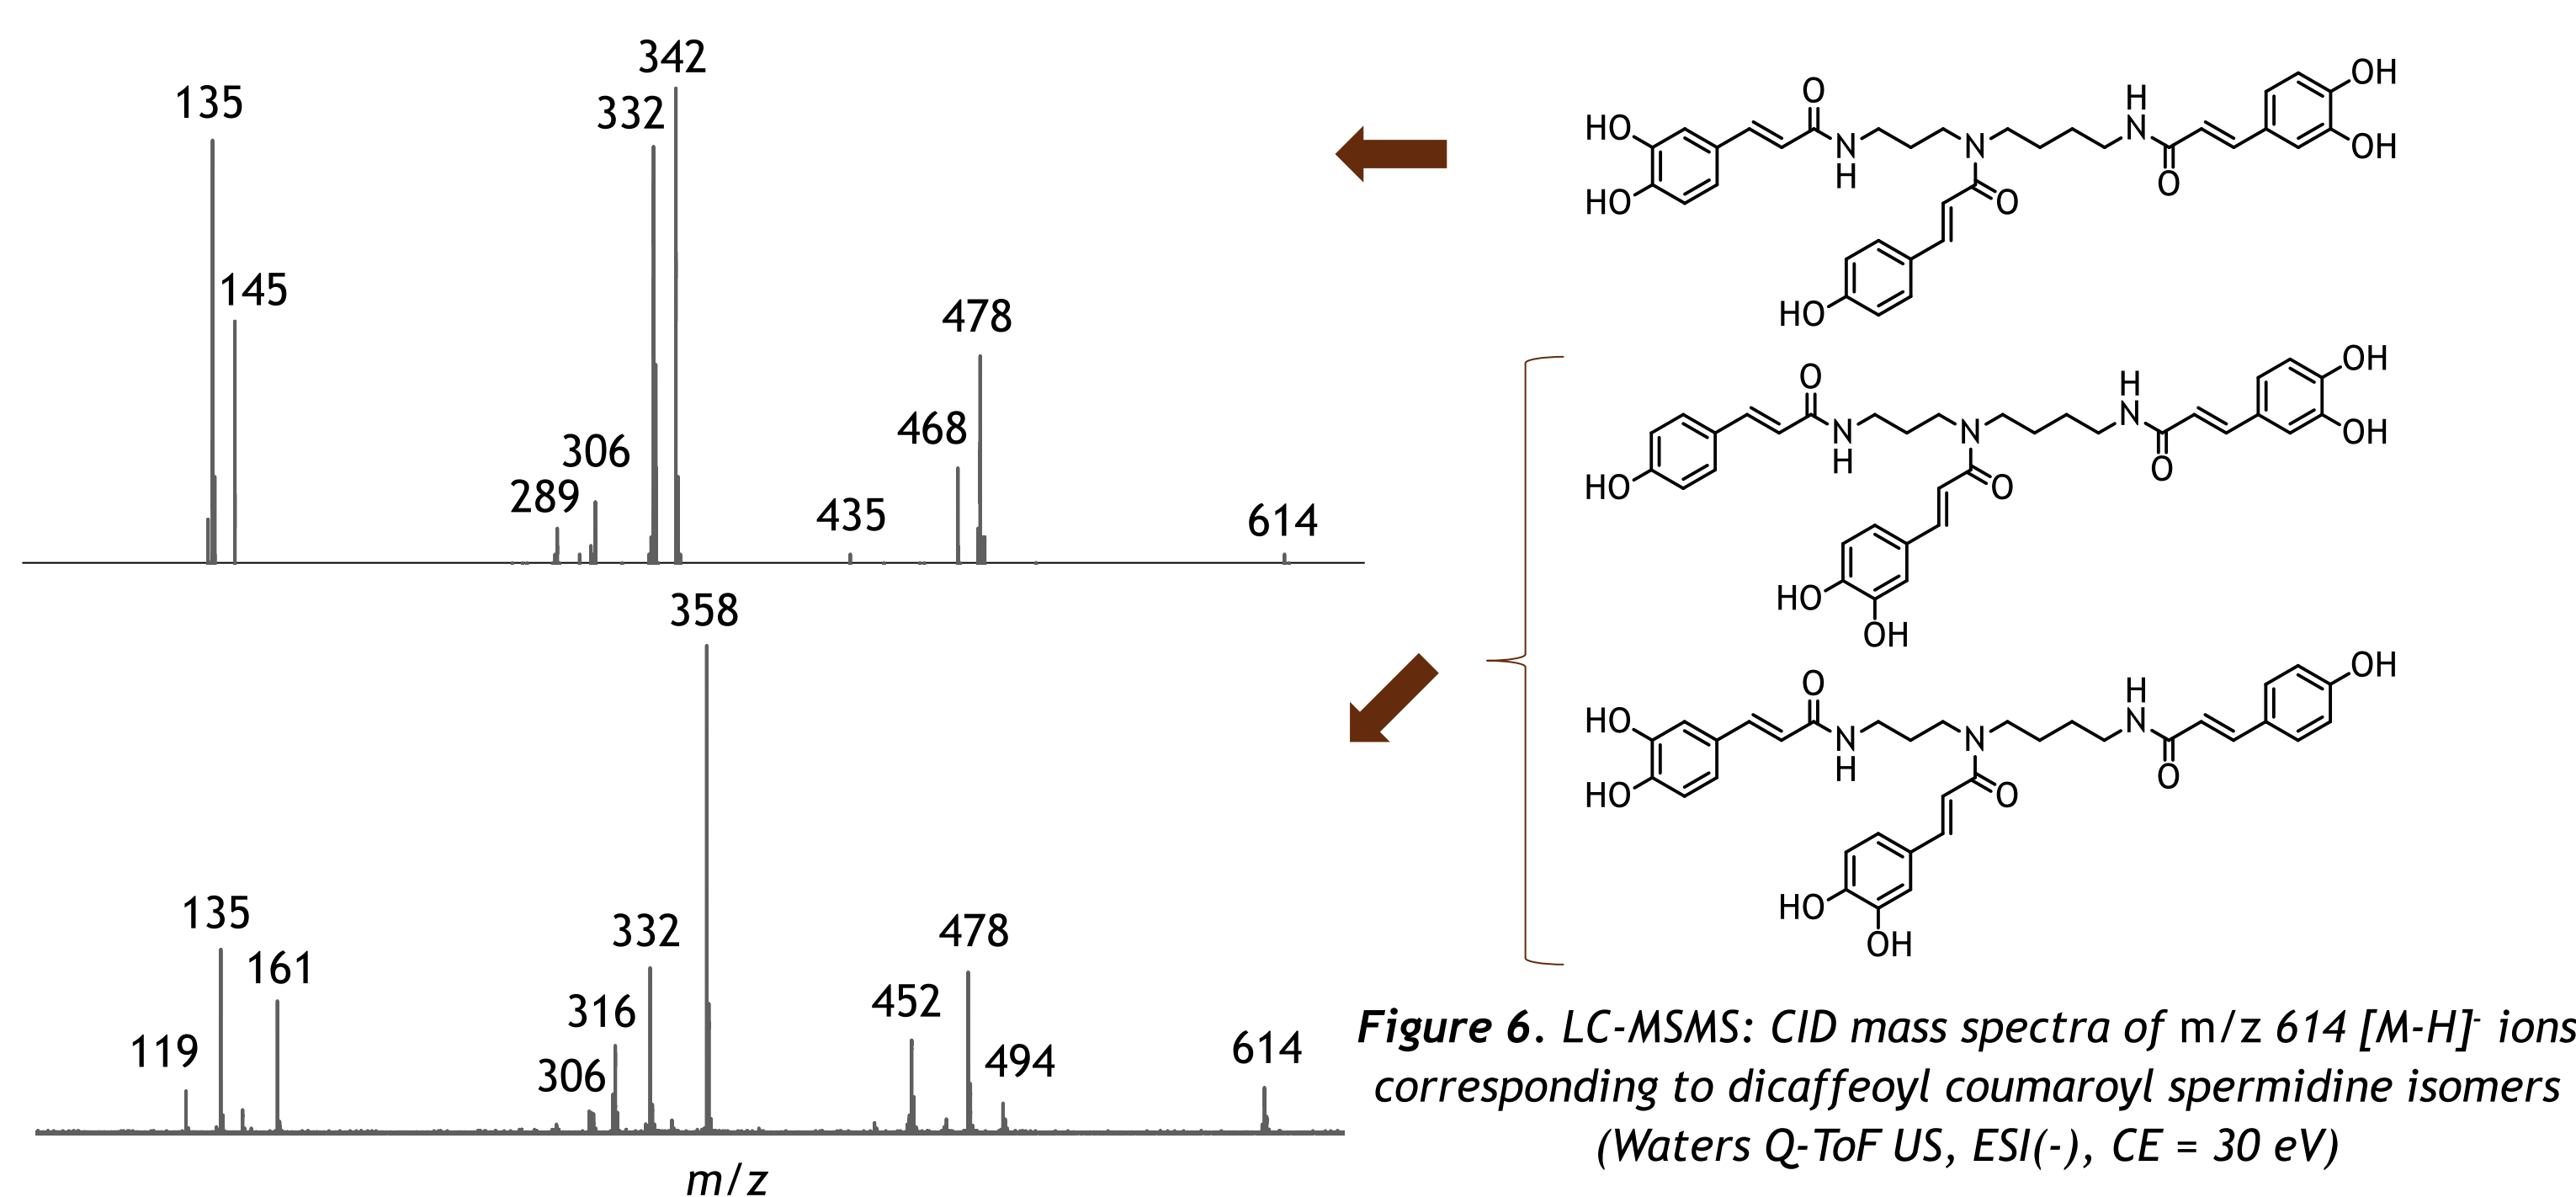 342
135
332
145
478
468
306
289
435
614
358
135
161
332
478
316
452
119
306
494
614
m/z
O
HO
HO
N
H
N
O
HO
H
N
O
OH
OH
O
HO
N
H
N
O
HO
OH
H
N
O
OH
OH
O
HO
HO
N
H
N
O
HO
OH
H
N
O
OH
Figure 6. LC-MSMS: CID mass spectra of m/z 614 [M-H]- ions
corresponding to dicaffeoyl coumaroyl spermidine isomers
(Waters Q-ToF US, ESI(-), CE = 30 eV)